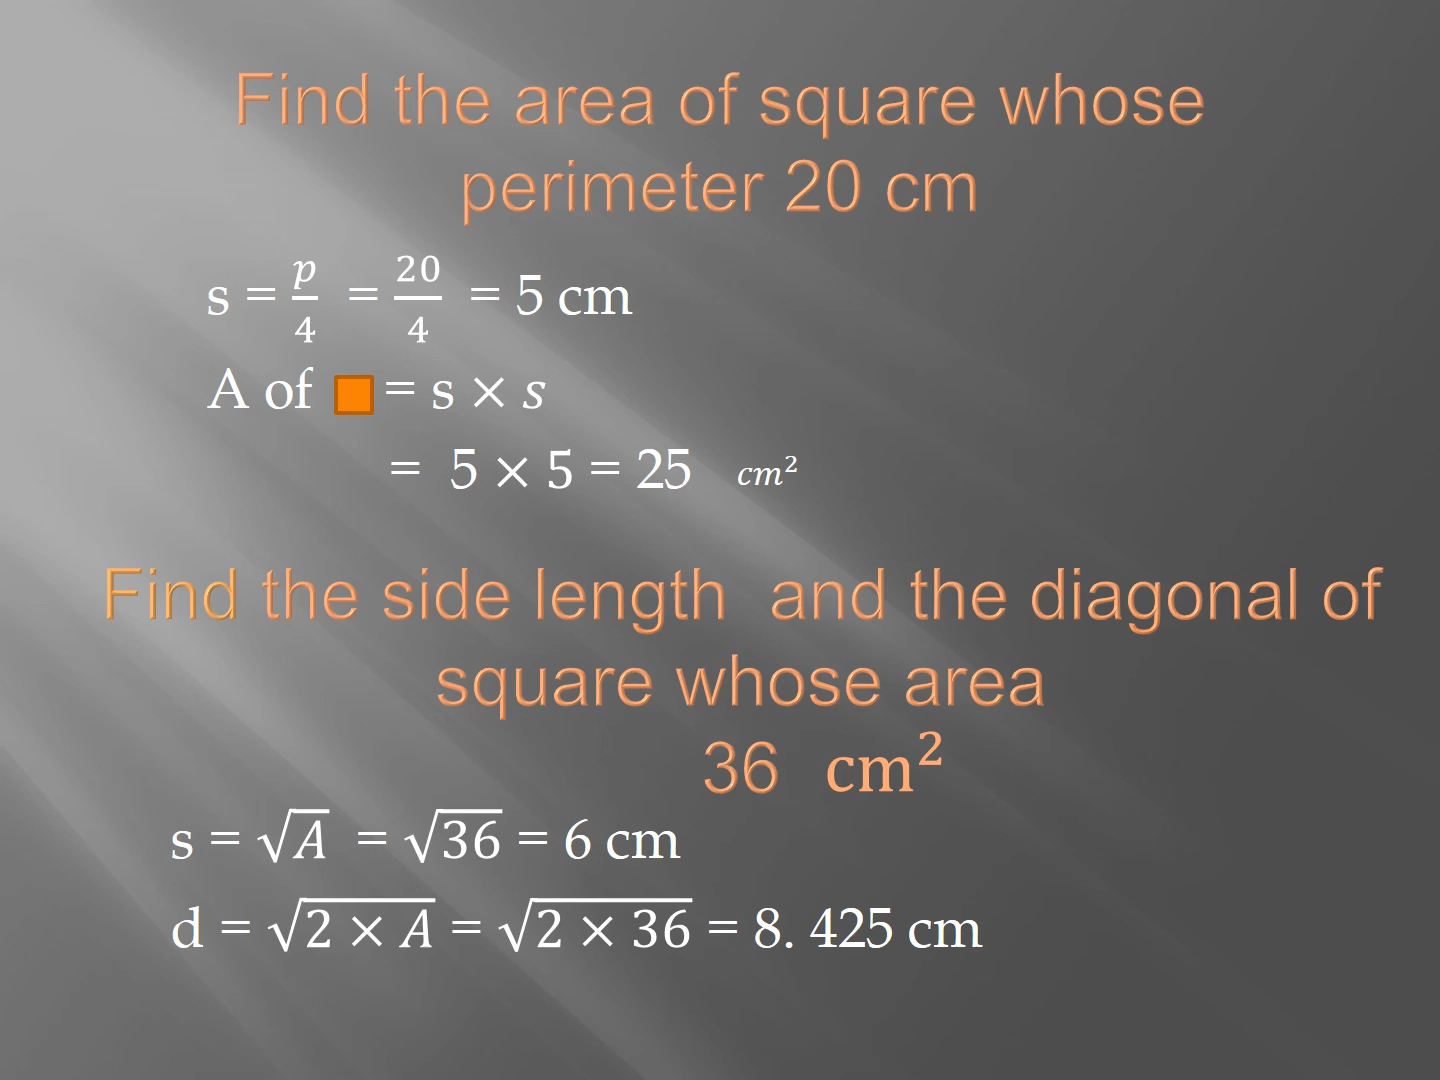 Find the area of square whose
perimeter 20 cm
s = p/4 = 20/4 = 5 cm
A of = s × s
= 5 × 5 = 25 cm²
Find the side length and the diagonal of
square whose area
36 cm²
s = √A = √36 = 6 cm
d = √2 × A = √2 × 36 = 8. 425 cm